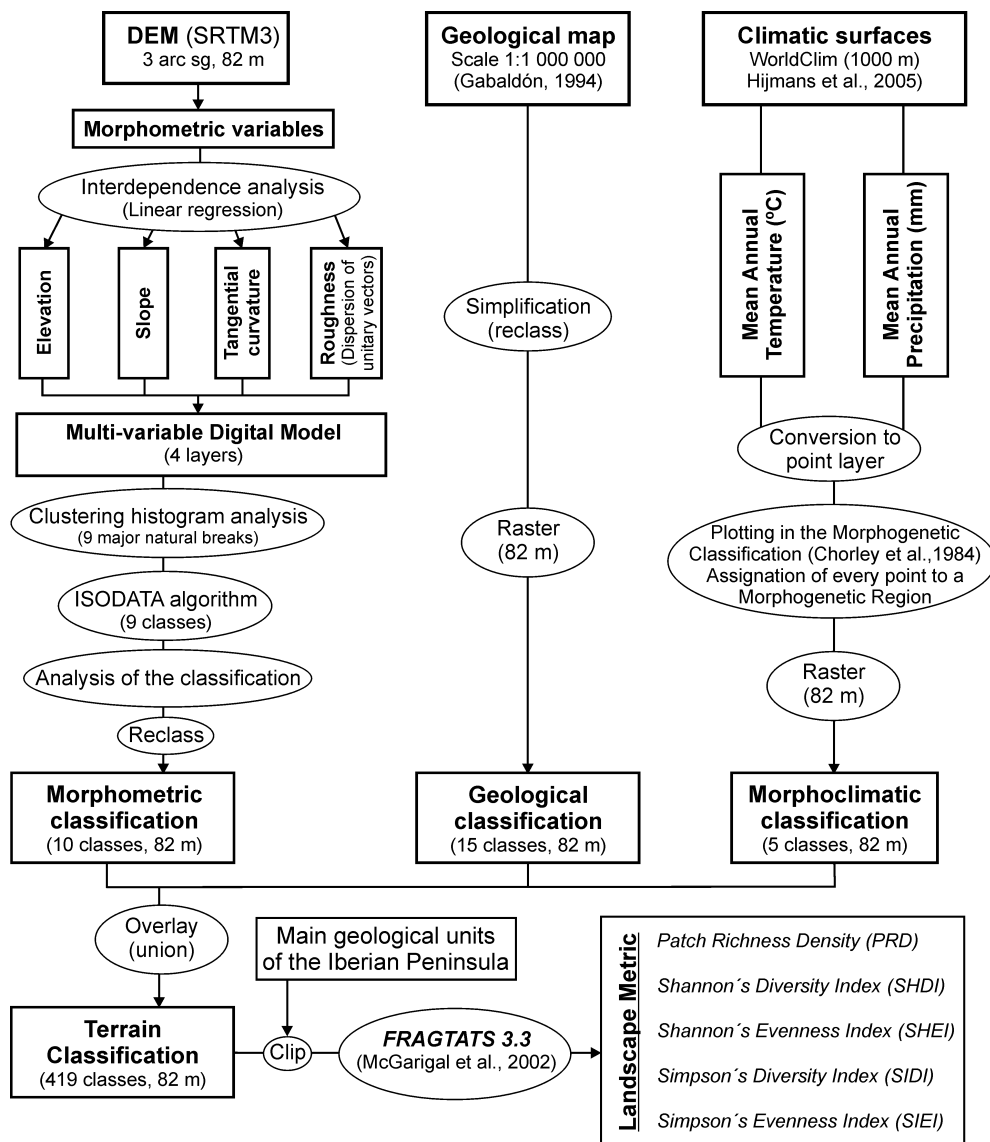 DEM (SRTM3)
3 arc sg, 82 m
Geological map
Scale 1:1 000 000
(Gabaldón, 1994)
Climatic surfaces
WorldClim (1000 m)
Hijmans et al., 2005)
Morphometric variables
Interdependence analysis
(Linear regression)
Elevation
Slope
Tangential
curvature
Roughness
(Dispersion of
unitary vectors)
Simplification
(reclass)
Mean Annual
Temperature (ºC)
Mean Annual
Precipitation (mm)
Multi-variable Digital Model
(4 layers)
Conversion to
point layer
Clustering histogram analysis
(9 major natural breaks)
Raster
(82 m)
Plotting in the Morphogenetic
Classification (Chorley et al.,1984)
Assignation of every point to a
Morphogenetic Region
ISODATA algorithm
(9 classes)
Analysis of the classification
Raster
(82 m)
Reclass
Morphometric
classification
(10 classes, 82 m)
Geological
classification
(15 classes, 82 m)
Morphoclimatic
classification
(5 classes, 82 m)
Overlay
(union)
Main geological units
of the Iberian Peninsula
Terrain
Classification
(419 classes, 82 m)
Clip
FRAGTATS 3.3
(McGarigal et al., 2002)
Landscape Metric
Patch Richness Density (PRD)
Shannon´s Diversity Index (SHDI)
Shannon´s Evenness Index (SHEI)
Simpson´s Diversity Index (SIDI)
Simpson´s Evenness Index (SIEI)